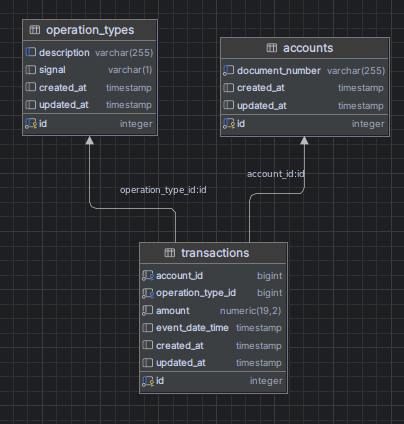 operation_types
description varchar(255)
signal varchar(1)
created_at timestamp
updated_at timestamp
id integer
accounts
document_number varchar(255)
created_at timestamp
updated_at timestamp
id integer
operation_type_id:id
account_id:id
transactions
account_id bigint
operation_type_id bigint
amount numeric(19,2)
event_date_time timestamp
created_at timestamp
updated_at timestamp
id integer